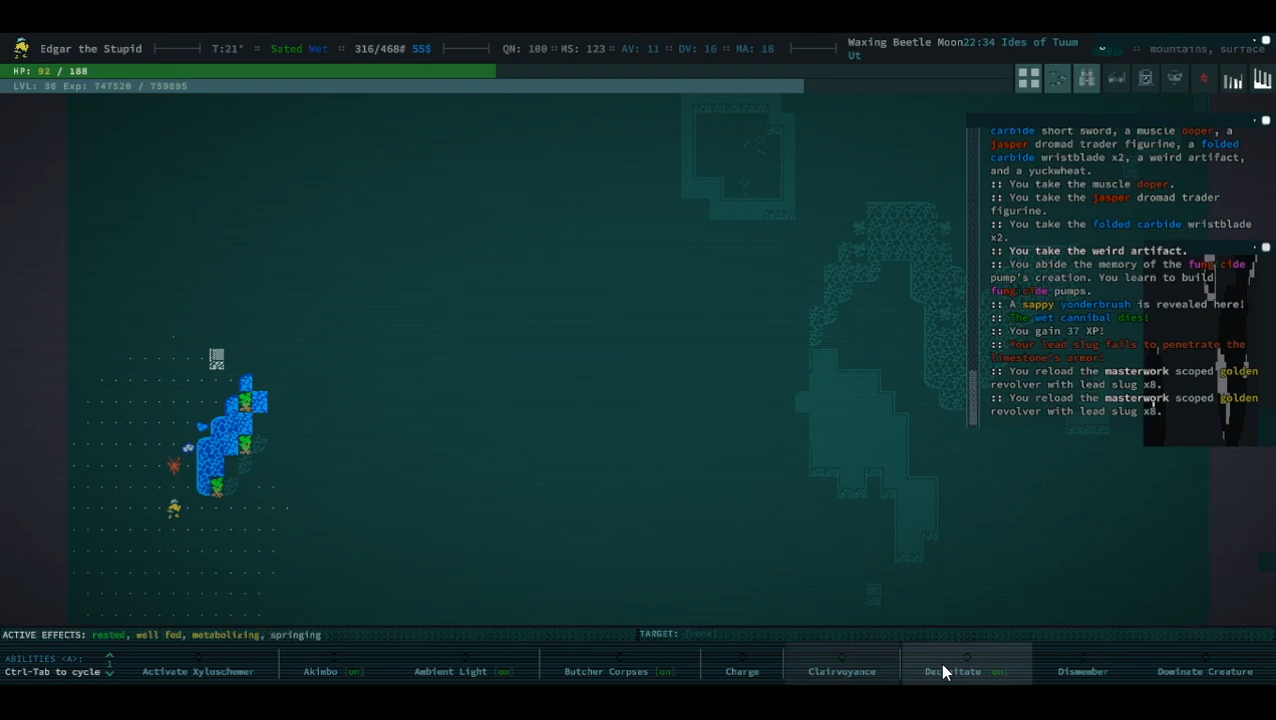 Edgar the Stupid T:21° :: Sated Wet :: 316/468# 55$ QN: 100 :: MS: 123 :: AV: 11 :: DV: 16 :: MA: 18 Waxing Beetle Moon22:34 Ides of Tuum Ut :: mountains, surface
HP: 92 / 188
LVL: 36 Exp: 747520 / 759895
carbide short sword, a muscle doper, a
jasper dromad trader figurine, a folded
carbide wristblade x2, a weird artifact,
and a yuckwheat.
:: You take the muscle doper.
:: You take the jasper dromad trader
figurine.
:: You take the folded carbide wristblade
x2.
:: You take the weird artifact.
:: You abide the memory of the fungicide
pump's creation. You learn to build
fungicide pumps.
:: A sappy yonderbrush is revealed here!
:: The wet cannibal dies!
:: You gain 37 XP!
:: Your lead slug fails to penetrate the
limestone's armor!
:: You reload the masterwork scoped golden
revolver with lead slug x8.
:: You reload the masterwork scoped golden
revolver with lead slug x8.
ACTIVE EFFECTS: rested, well fed, metabolizing, springing TARGET: [none]
ABILITIES <A>: 1
Ctrl-Tab to cycle Activate Xyloschemer Akimbo [on] Ambient Light [on] Butcher Corpses [on] Charge Clairvoyance Decapitate [on] Dismember Dominate Creature